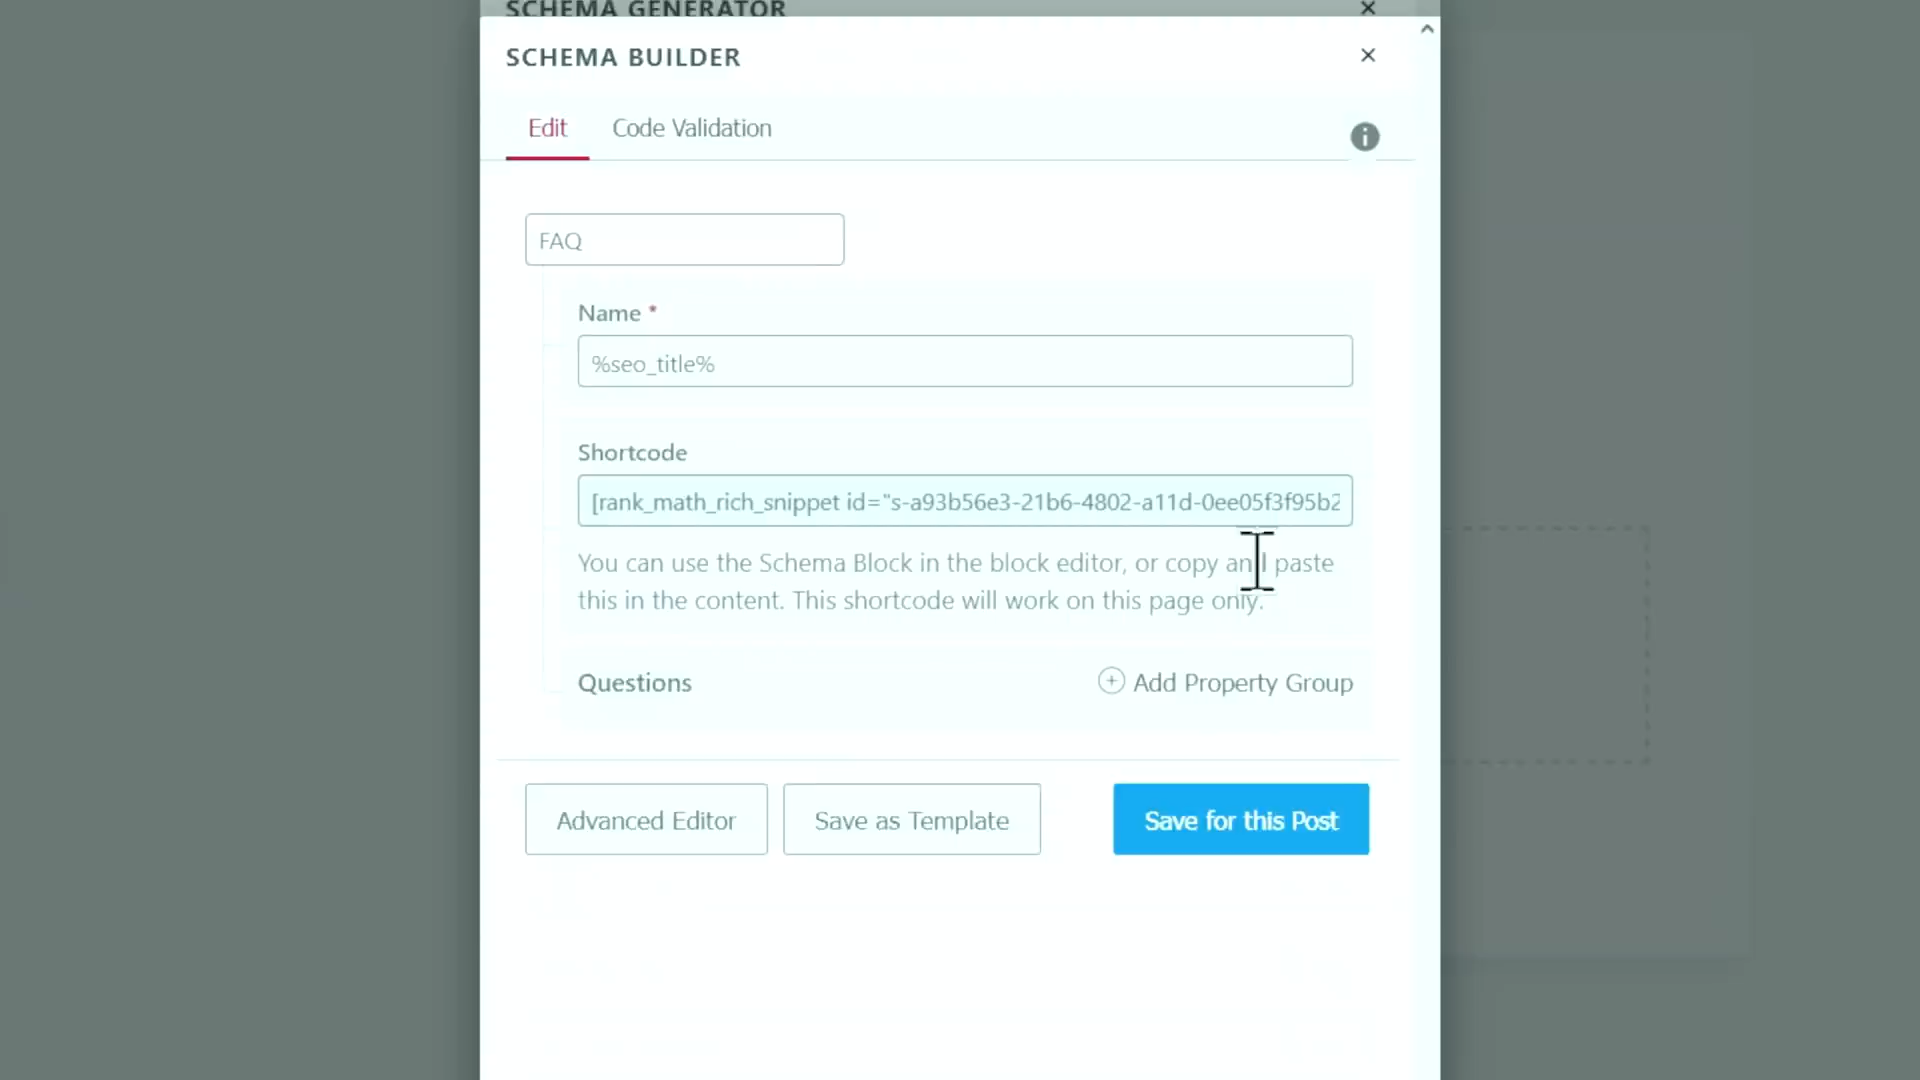 SCHEMA GENERATOR
SCHEMA BUILDER
Edit
Code Validation
FAQ
Name *
%seo_title%
Shortcode
[rank_math_rich_snippet id="s-a93b56e3-21b6-4802-a11d-0ee05f3f95b2
You can use the Schema Block in the block editor, or copy and paste
this in the content. This shortcode will work on this page only.
Questions
Add Property Group
Advanced Editor
Save as Template
Save for this Post